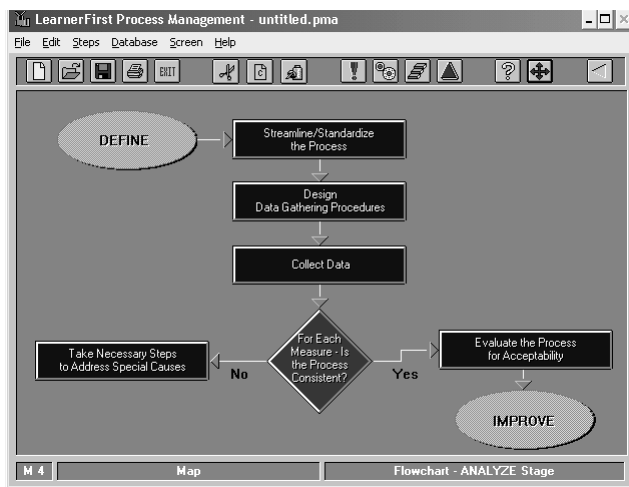 LearnerFirst Process Management - untitled.pma
File Edit Steps Database Screen Help
EXIT
C
!
?
DEFINE
Streamline/Standardize
the Process
Design
Data Gathering Procedures
Collect Data
For Each
Measure - Is
the Process
Consistent?
Take Necessary Steps
to Address Special Causes
No
Yes
Evaluate the Process
for Acceptability
IMPROVE
M 4
Map
Flowchart - ANALYZE Stage